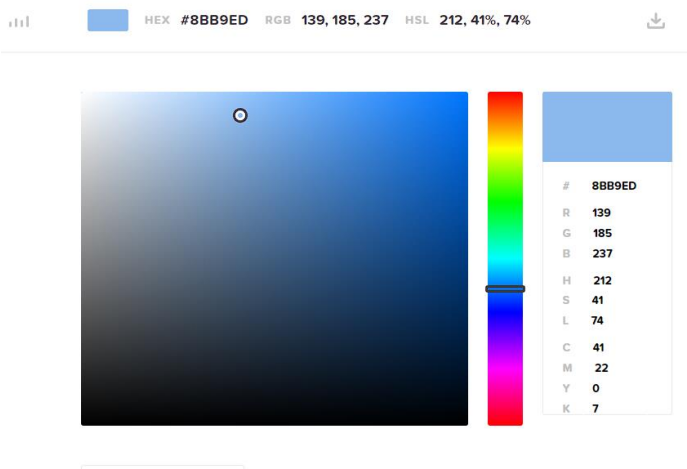 HEX #8BB9ED RGB 139, 185, 237 HSL 212, 41%, 74%
# 8BB9ED
R 139
G 185
B 237
H 212
S 41
L 74
C 41
M 22
Y 0
K 7